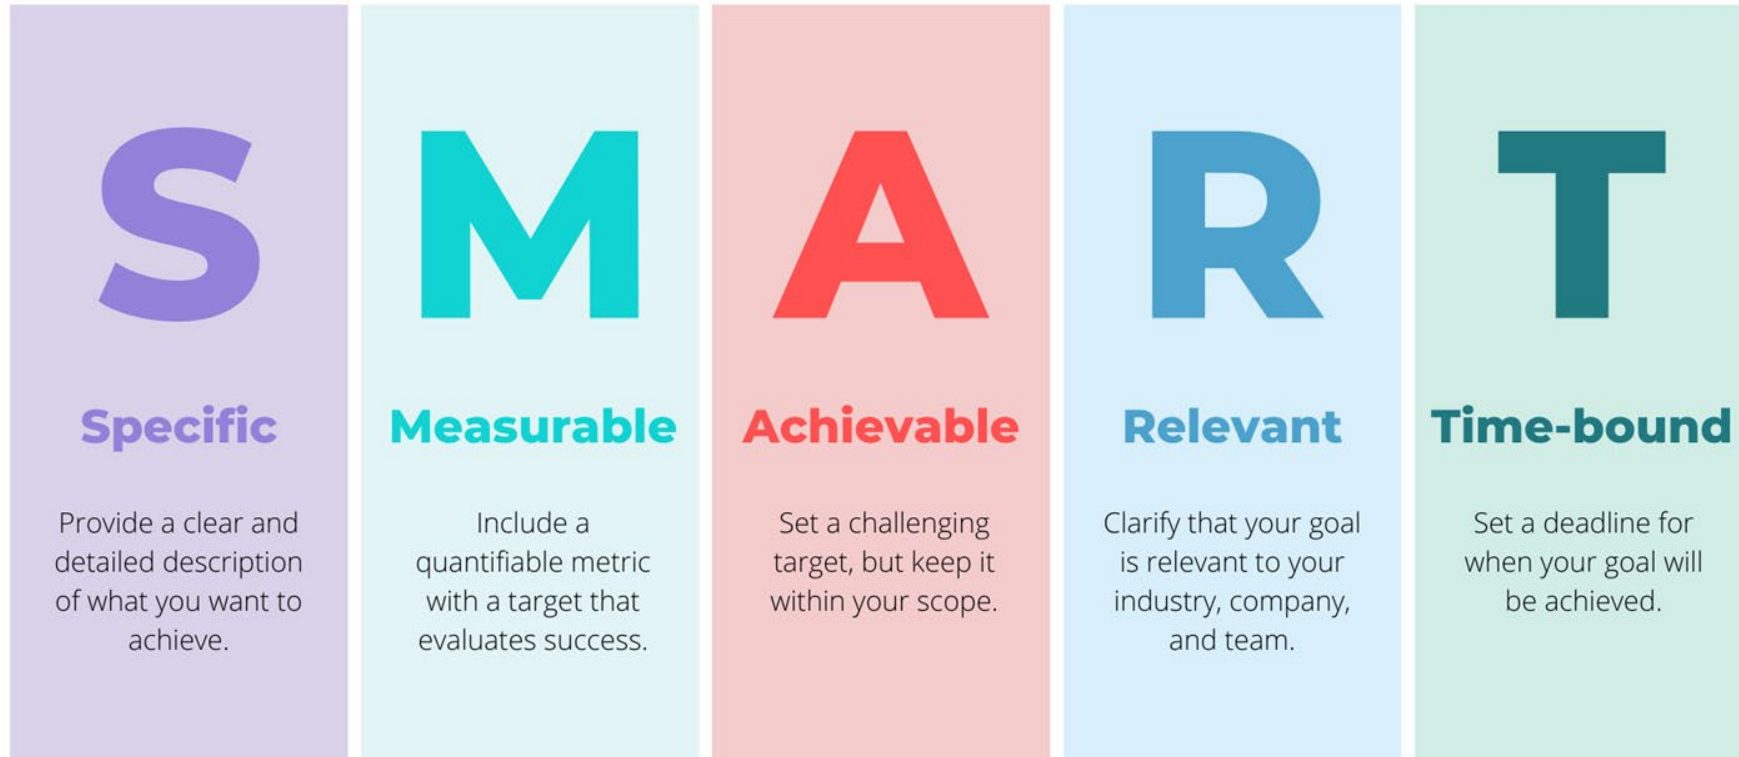 S
Specific
Provide a clear and
detailed description
of what you want to
achieve.
M
Measurable
Include a
quantifiable metric
with a target that
evaluates success.
A
Achievable
Set a challenging
target, but keep it
within your scope.
R
Relevant
Clarify that your goal
is relevant to your
industry, company,
and team.
T
Time-bound
Set a deadline for
when your goal will
be achieved.